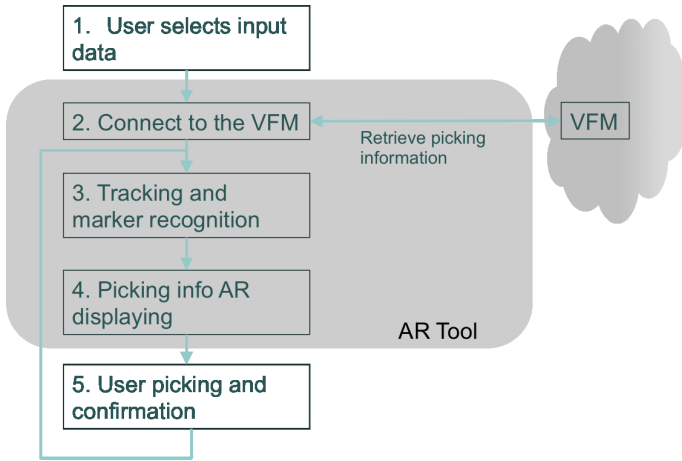 1. User selects input
data
2. Connect to the VFM
VFM
Retrieve picking
information
3. Tracking and
marker recognition
4. Picking info AR
displaying
AR Tool
5. User picking and
confirmation